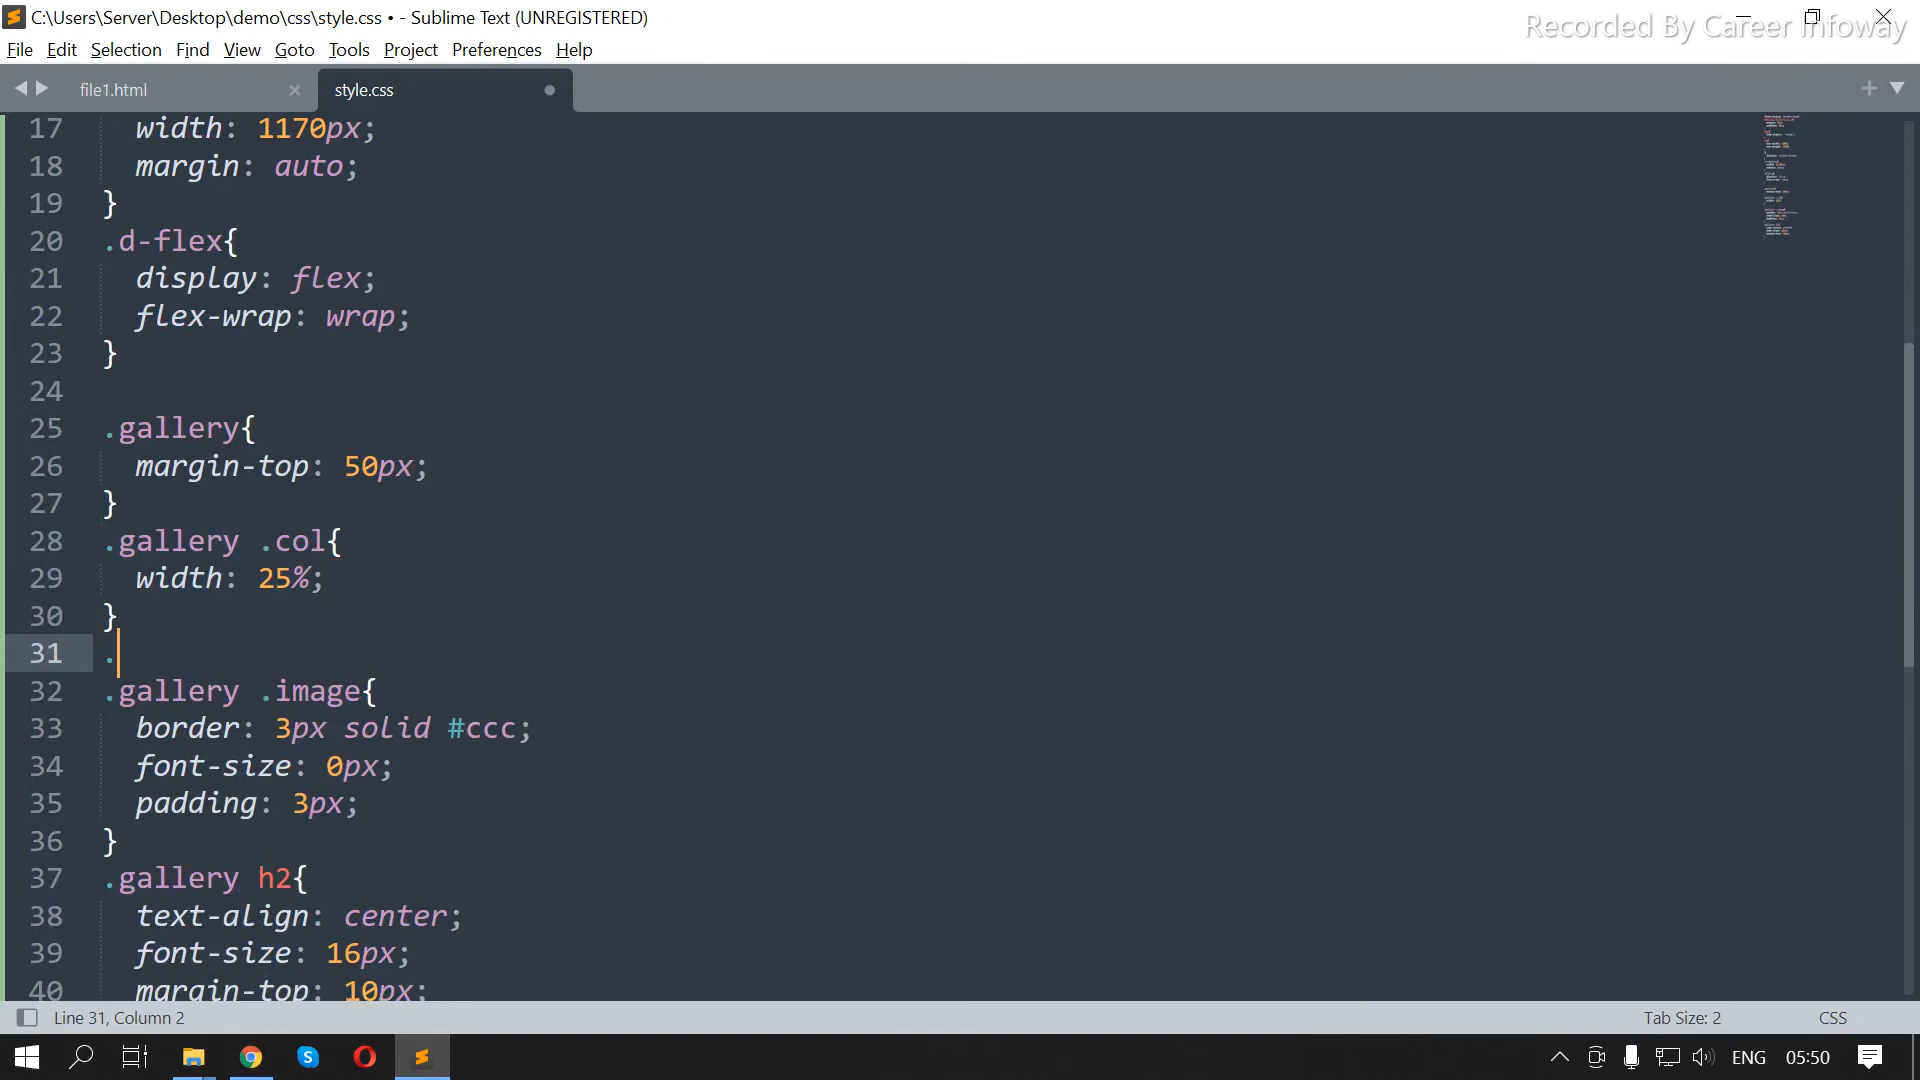 C:\Users\Server\Desktop\demo\css\style.css • - Sublime Text (UNREGISTERED)
Recorded By Career Infoway
File Edit Selection Find View Goto Tools Project Preferences Help
file1.html
style.css
17 width: 1170px;
18 margin: auto;
19 }
20 .d-flex{
21 display: flex;
22 flex-wrap: wrap;
23 }
24
25 .gallery{
26 margin-top: 50px;
27 }
28 .gallery .col{
29 width: 25%;
30 }
31 .
32 .gallery .image{
33 border: 3px solid #ccc;
34 font-size: 0px;
35 padding: 3px;
36 }
37 .gallery h2{
38 text-align: center;
39 font-size: 16px;
40 margin-top: 10px;
Line 31, Column 2
Tab Size: 2
CSS
ENG
05:50